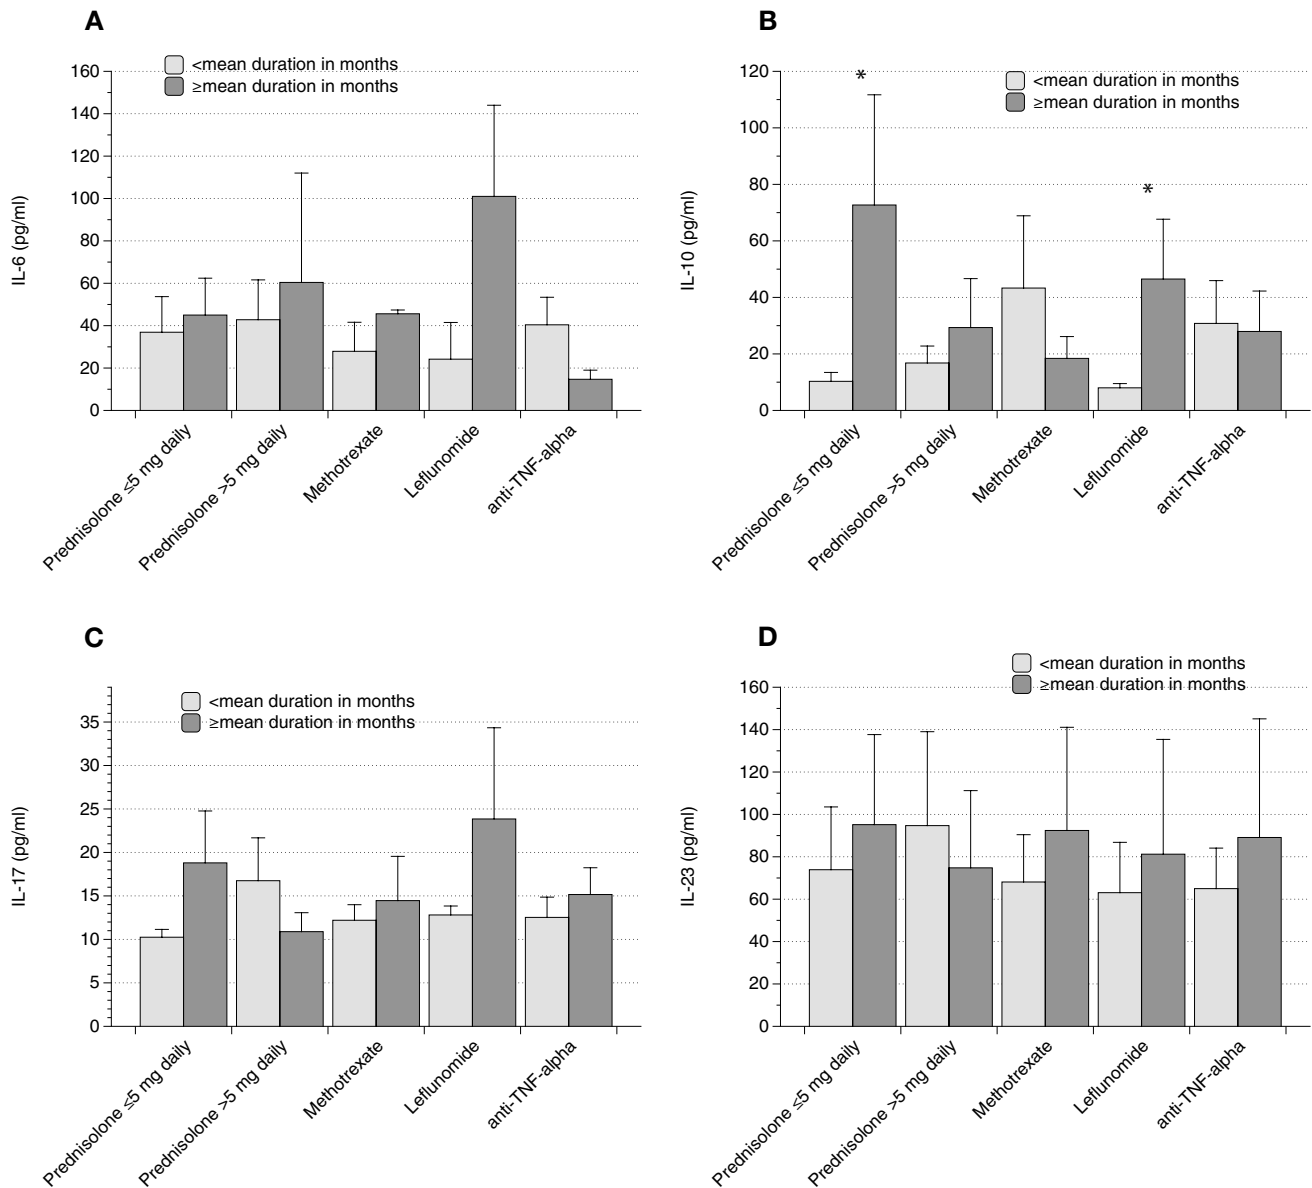 A
<mean duration in months
≥mean duration in months
160
140
120
100
80
60
40
20
0
IL-6 (pg/ml)
Prednisolone ≤5 mg daily
Prednisolone >5 mg daily
Methotrexate
Leflunomide
anti-TNF-alpha
B
<mean duration in months
≥mean duration in months
120
100
80
60
40
20
0
IL-10 (pg/ml)
*
*
Prednisolone ≤5 mg daily
Prednisolone >5 mg daily
Methotrexate
Leflunomide
anti-TNF-alpha
C
<mean duration in months
≥mean duration in months
35
30
25
20
15
10
5
0
IL-17 (pg/ml)
Prednisolone ≤5 mg daily
Prednisolone >5 mg daily
Methotrexate
Leflunomide
anti-TNF-alpha
D
<mean duration in months
≥mean duration in months
160
140
120
100
80
60
40
20
0
IL-23 (pg/ml)
Prednisolone ≤5 mg daily
Prednisolone >5 mg daily
Methotrexate
Leflunomide
anti-TNF-alpha